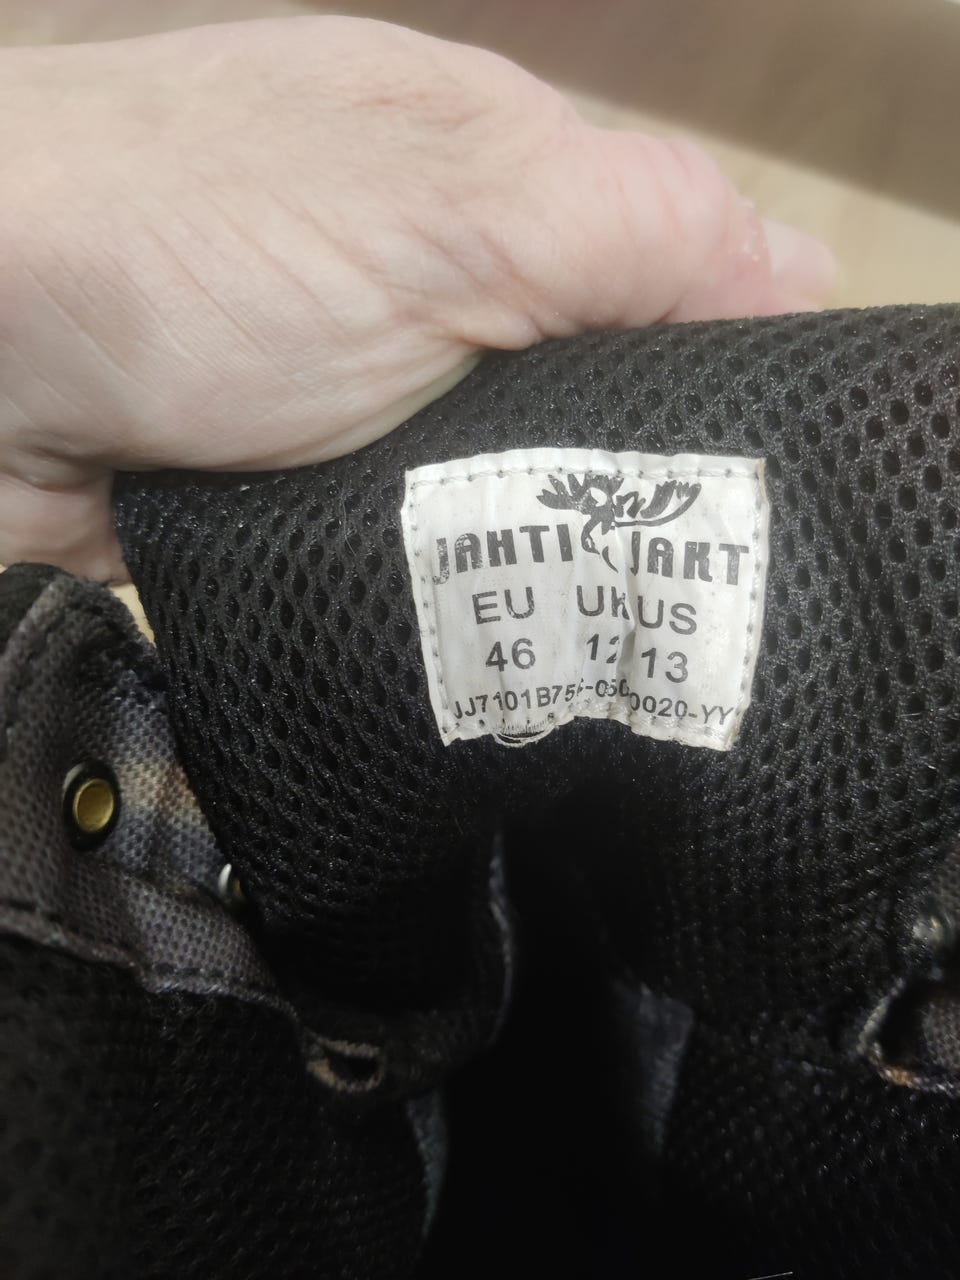 JAHTI JAKT
EU UK US
46 12 13